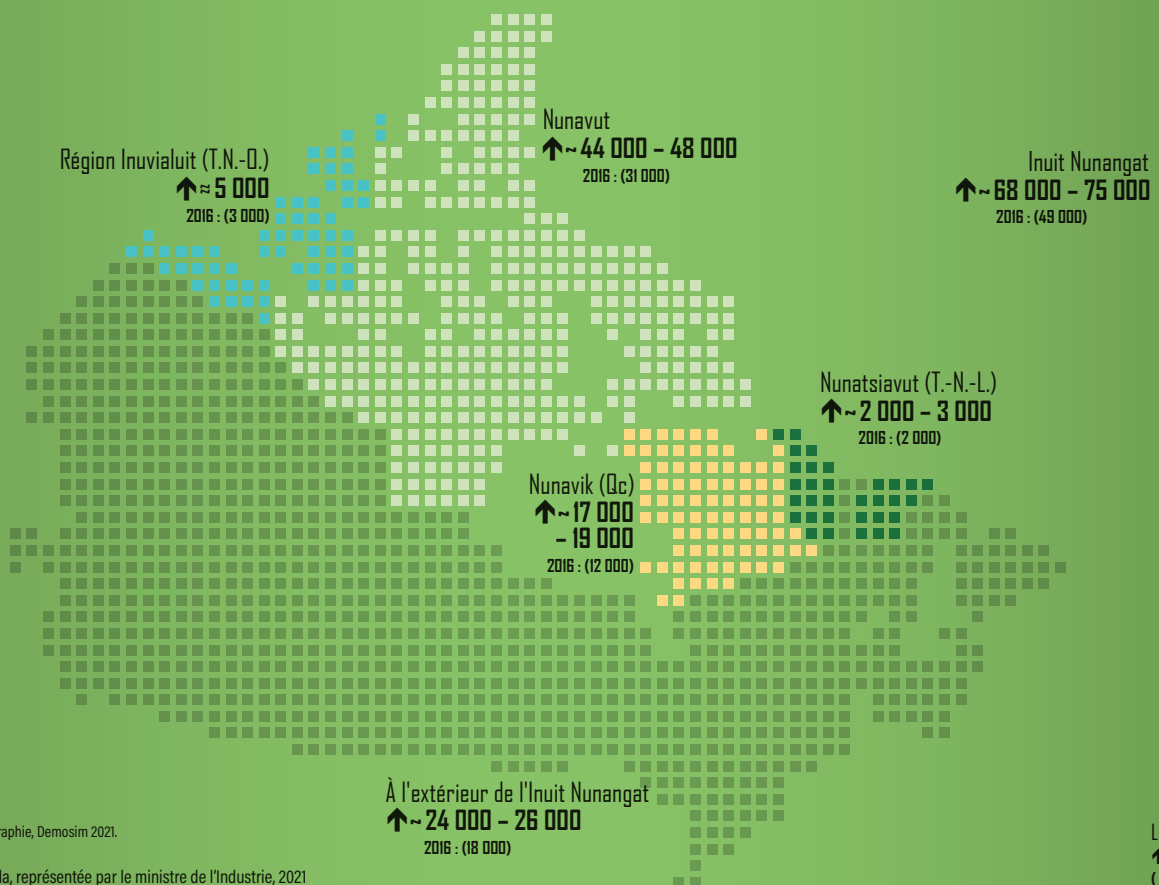 Nunavut
↑ ~ 44 000 – 48 000
2016 : (31 000)
Région Inuvialuit (T.N.-O.)
↑ ≈ 5 000
2016 : (3 000)
Inuit Nunangat
↑ ~ 68 000 – 75 000
2016 : (49 000)
Nunatsiavut (T.-N.-L.)
↑ ~ 2 000 – 3 000
2016 : (2 000)
Nunavik (Qc)
↑ ~ 17 000
– 19 000
2016 : (12 000)
À l'extérieur de l'Inuit Nunangat
↑ ~ 24 000 – 26 000
2016 : (18 000)
raphie, Demosim 2021.
da, représentée par le ministre de l'Industrie, 2021
L
(